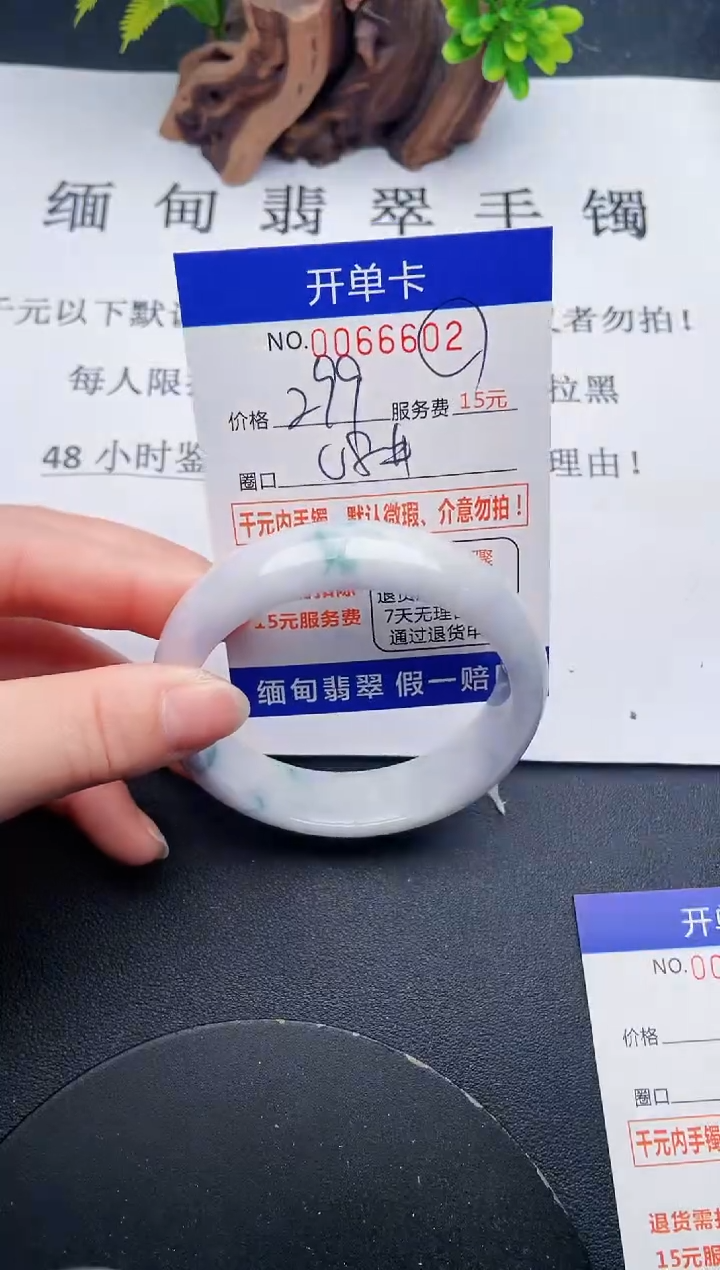 缅甸翡翠手镯
开单卡
千元以下默 者勿拍！
NO.0066602
每人限 拉黑
价格 299 服务费 15元
48 小时鉴 理由！
圈口 58
千元内手镯、默认微瑕、介意勿拍！
退货
15元服务费
7天无理
通过退货
缅甸翡翠 假一赔
开
NO.00
价格
圈口
千元内手镯
退货需
15元服